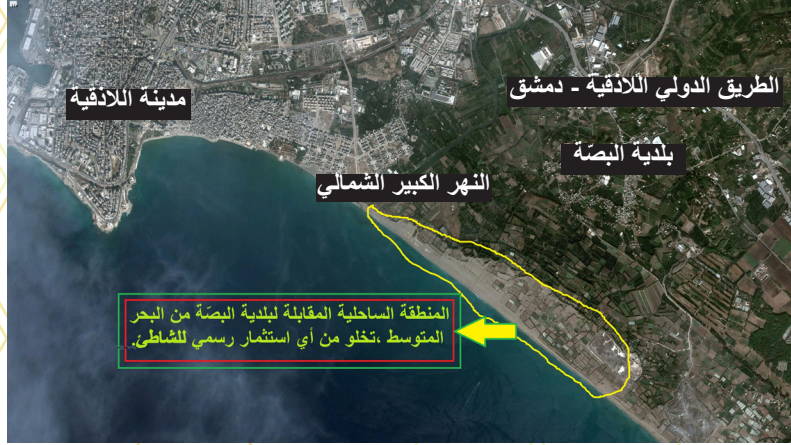 الطريق الدولي اللاذقية - دمشق
مدينة اللاذقية
بلدية البصّة
النهر الكبير الشمالي
المنطقة الساحلية المقابلة لبلدية البصّة من البحر
المتوسط ،تخلو من أي استثمار رسمي للشاطئ.